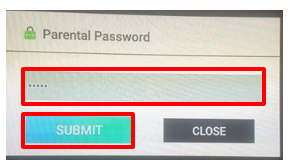 Parental Password
.....
SUBMIT
CLOSE